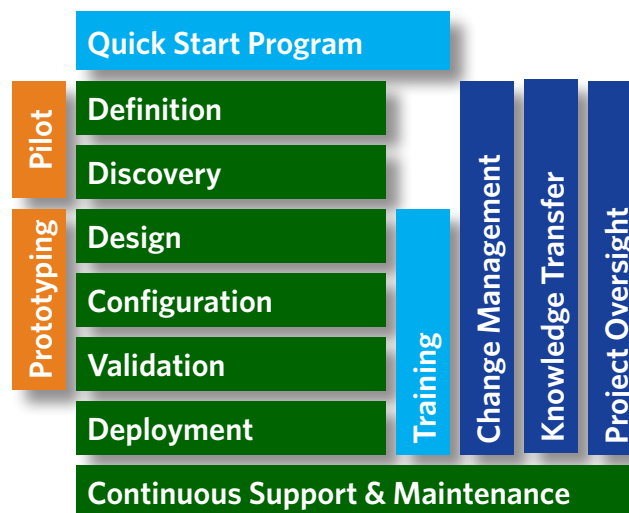 Quick Start Program
Pilot
Definition
Discovery
Prototyping
Design
Configuration
Validation
Deployment
Training
Change Management
Knowledge Transfer
Project Oversight
Continuous Support & Maintenance